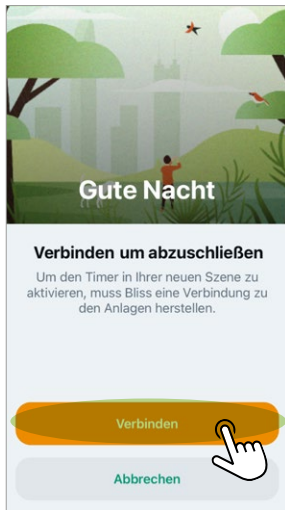 Gute Nacht
Verbinden um abzuschließen
Um den Timer in Ihrer neuen Szene zu
aktivieren, muss Bliss eine Verbindung zu
den Anlagen herstellen.
Verbinden
Abbrechen